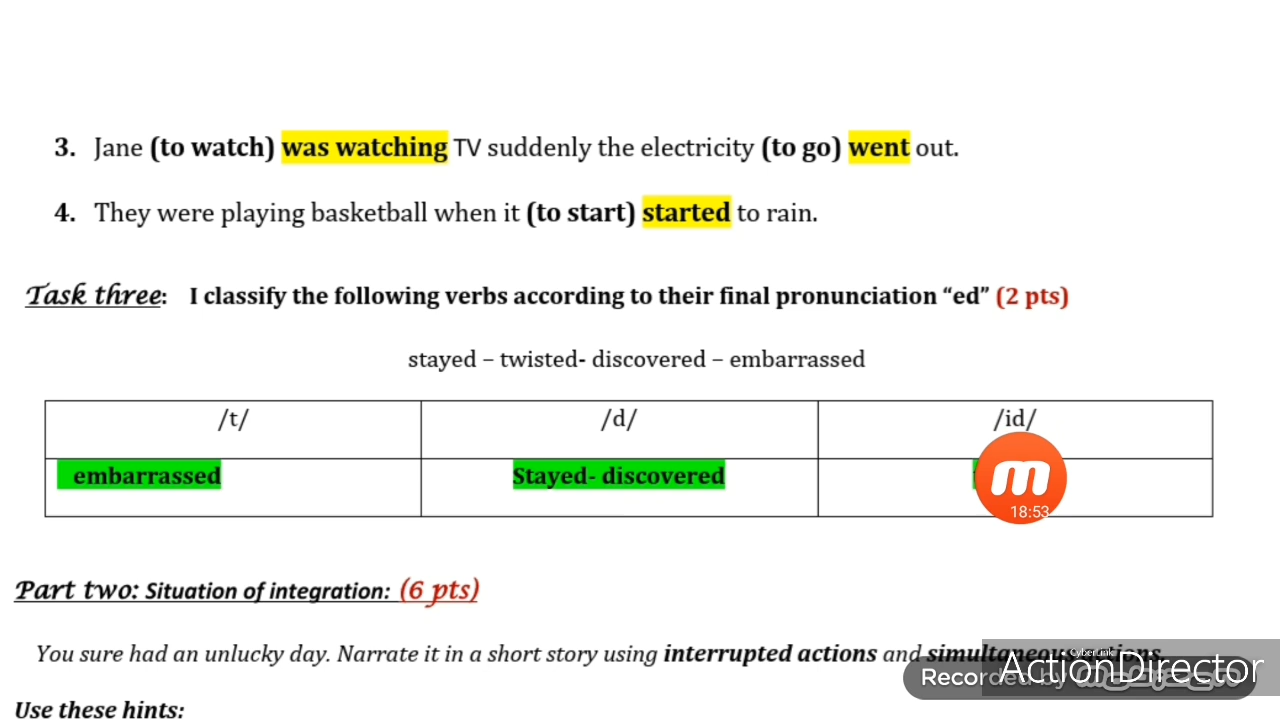 3. Jane (to watch) was watching TV suddenly the electricity (to go) went out.
4. They were playing basketball when it (to start) started to rain.
Task three: I classify the following verbs according to their final pronunciation “ed” (2 pts)
stayed – twisted- discovered – embarrassed
/t/ /d/ /id/
embarrassed Stayed- discovered
18:53
Part two: Situation of integration: (6 pts)
You sure had an unlucky day. Narrate it in a short story using interrupted actions and
CyberLink
ActionDirector
Recorded by
Use these hints: